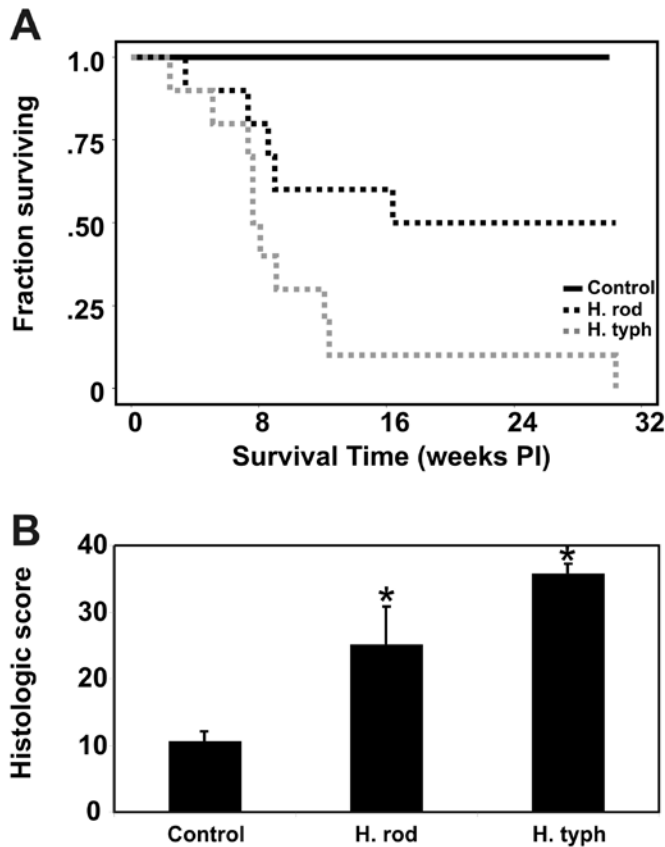 A
Fraction surviving
1.0
.75
.50
.25
0
Control
H. rod
H. typh
0 8 16 24 32
Survival Time (weeks PI)
B
Histologic score
40
30
20
10
0
*
*
Control H. rod H. typh